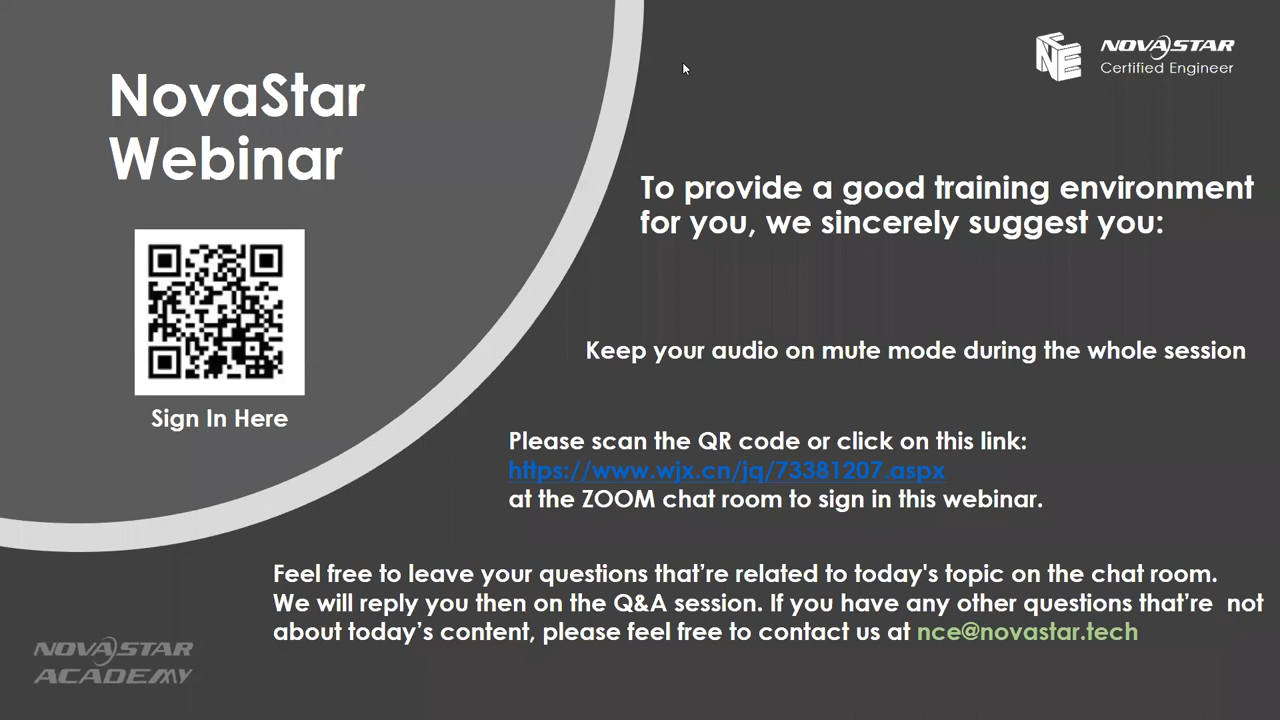 NovaStar
Webinar
Sign In Here
NCE
NOVASTAR
Certified Engineer
To provide a good training environment
for you, we sincerely suggest you:
Keep your audio on mute mode during the whole session
Please scan the QR code or click on this link:
https://www.wjx.cn/jq/73381207.aspx
at the ZOOM chat room to sign in this webinar.
Feel free to leave your questions that’re related to today's topic on the chat room.
We will reply you then on the Q&A session. If you have any other questions that’re not
about today’s content, please feel free to contact us at nce@novastar.tech
NOVASTAR
ACADEMY